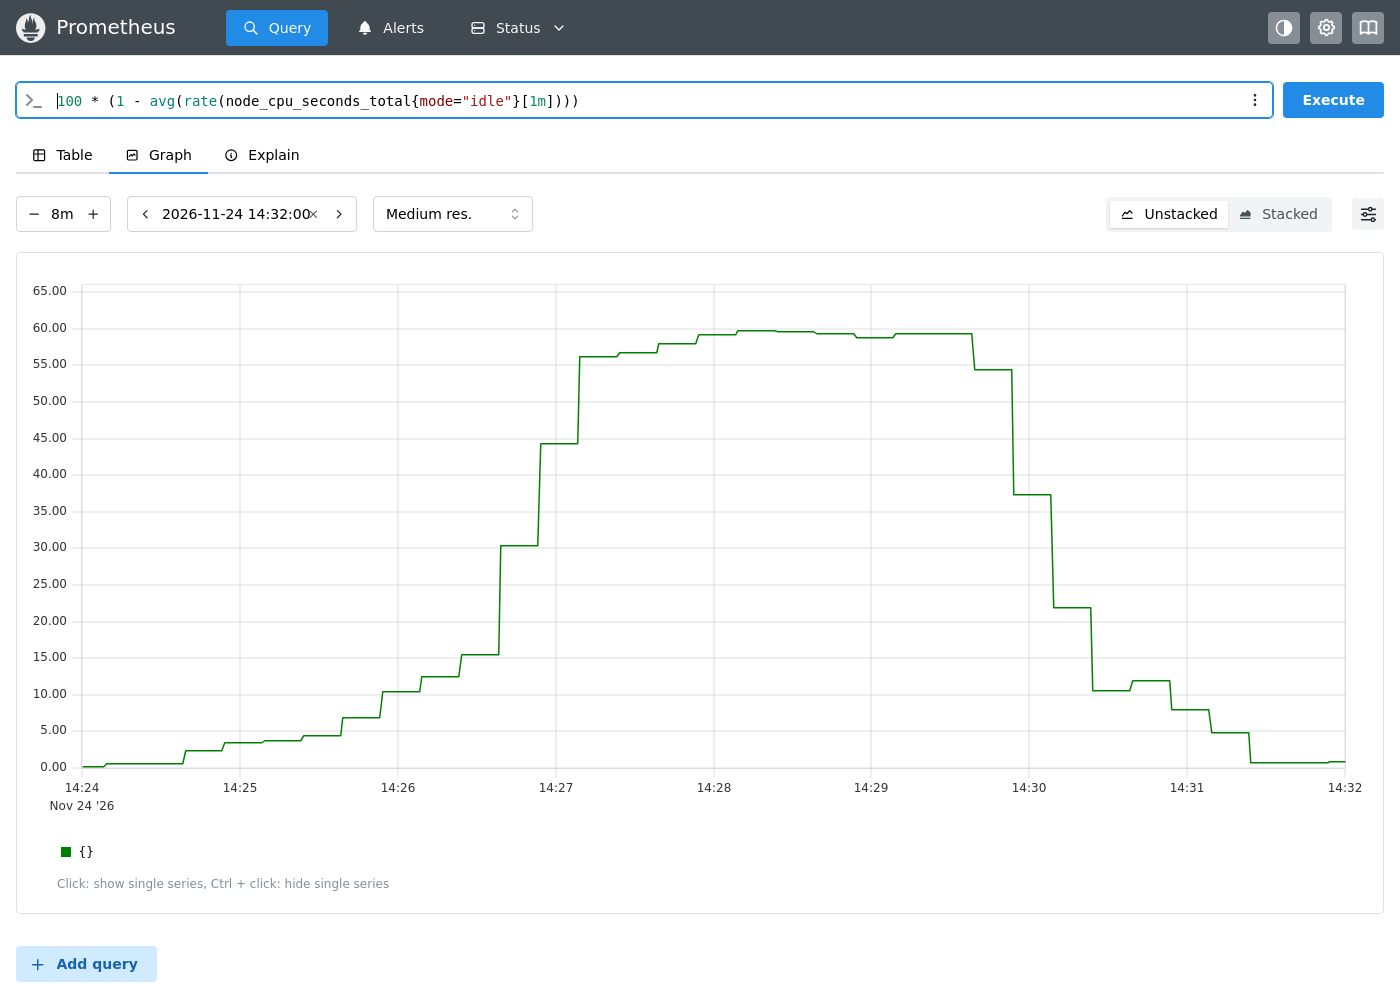 Prometheus Query Alerts Status
100 * (1 - avg(rate(node_cpu_seconds_total{mode="idle"}[1m]))) Execute
Table Graph Explain
8m 2026-11-24 14:32:00 Medium res. Unstacked Stacked
65.00
60.00
55.00
50.00
45.00
40.00
35.00
30.00
25.00
20.00
15.00
10.00
5.00
0.00
14:24 14:25 14:26 14:27 14:28 14:29 14:30 14:31 14:32
Nov 24 '26
{}
Click: show single series, Ctrl + click: hide single series
Add query